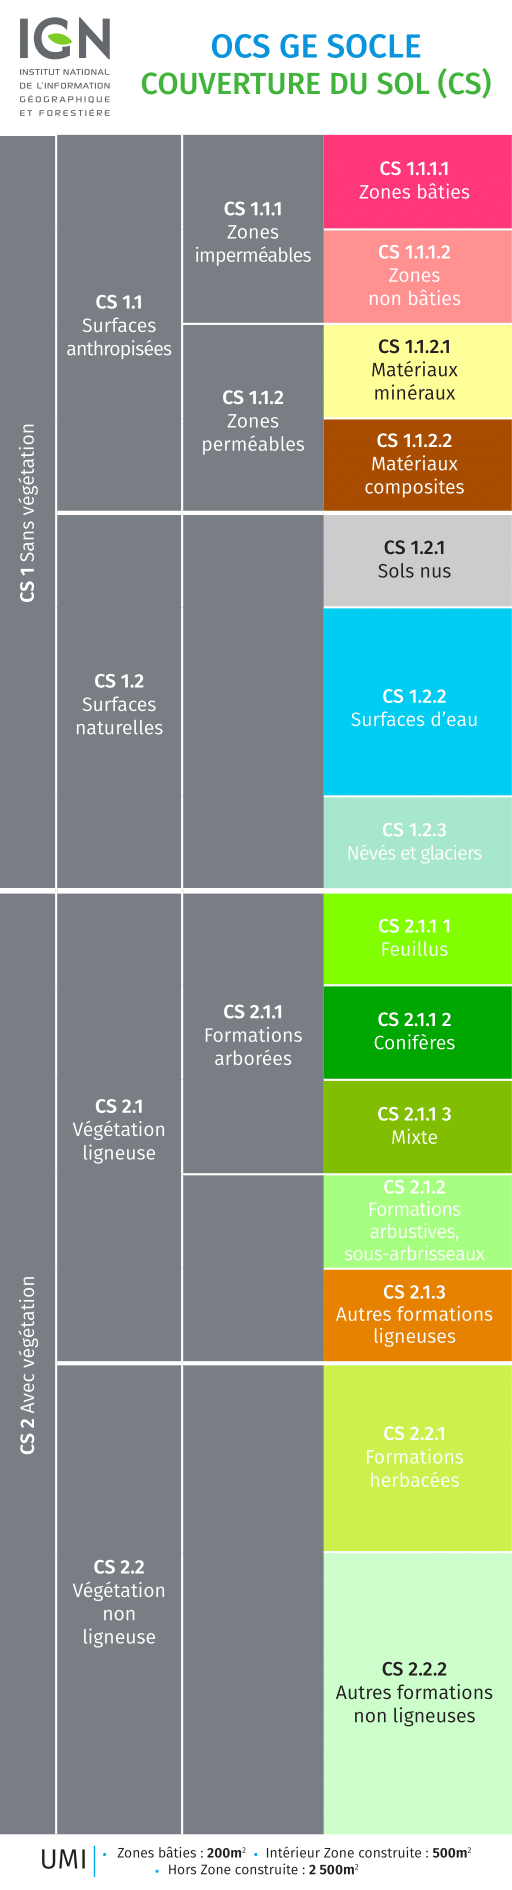 IGN
INSTITUT NATIONAL
DE L'INFORMATION
GÉOGRAPHIQUE
ET FORESTIÈRE
OCS GE SOCLE
COUVERTURE DU SOL (CS)
CS 1 Sans végétation
CS 1.1
Surfaces
anthropisées
CS 1.1.1
Zones
imperméables
CS 1.1.1.1
Zones bâties
CS 1.1.1.2
Zones
non bâties
CS 1.1.2
Zones
perméables
CS 1.1.2.1
Matériaux
minéraux
CS 1.1.2.2
Matériaux
composites
CS 1.2
Surfaces
naturelles
CS 1.2.1
Sols nus
CS 1.2.2
Surfaces d’eau
CS 1.2.3
Névés et glaciers
CS 2 Avec végétation
CS 2.1
Végétation
ligneuse
CS 2.1.1
Formations
arborées
CS 2.1.1 1
Feuillus
CS 2.1.1 2
Conifères
CS 2.1.1 3
Mixte
CS 2.1.2
Formations
arbustives,
sous-arbrisseaux
CS 2.1.3
Autres formations
ligneuses
CS 2.2
Végétation
non
ligneuse
CS 2.2.1
Formations
herbacées
CS 2.2.2
Autres formations
non ligneuses
UMI
• Zones bâties : 200m² • Intérieur Zone construite : 500m²
• Hors Zone construite : 2 500m²